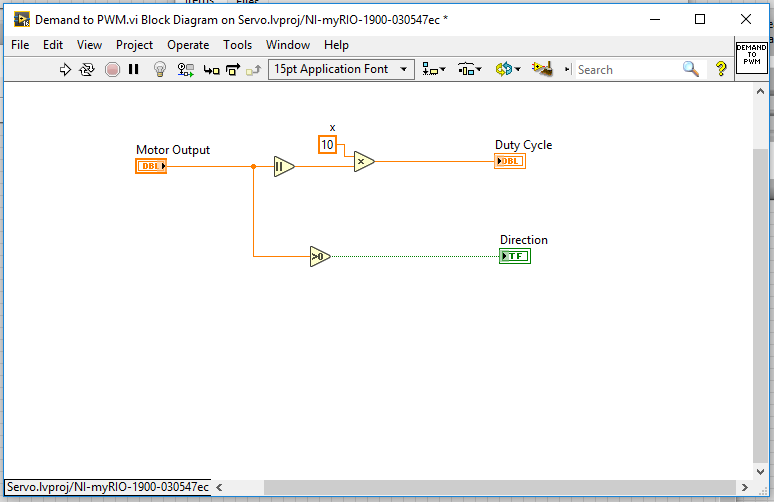 Demand to PWM.vi Block Diagram on Servo.lvproj/NI-myRIO-1900-030547ec *
File Edit View Project Operate Tools Window Help
15pt Application Font
Search
?
DEMAND
TO
PWM
x
10
Motor Output
DBL
x
Duty Cycle
DBL
Direction
>0
TF
Servo.lvproj/NI-myRIO-1900-030547ec